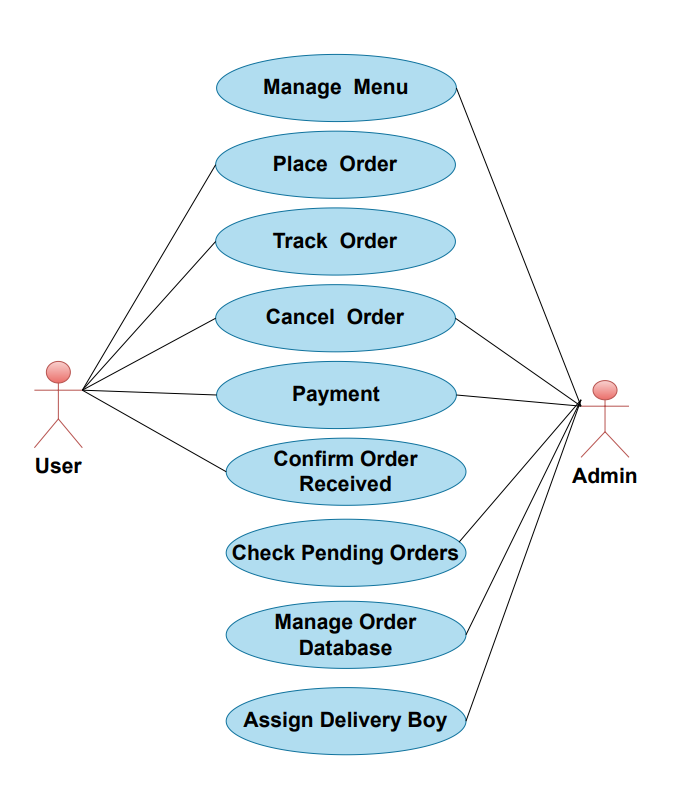 Manage  Menu
Place  Order
Track  Order
Cancel  Order
Payment
Confirm Order
Received
User
Admin
Check Pending Orders
Manage Order
Database
Assign Delivery Boy